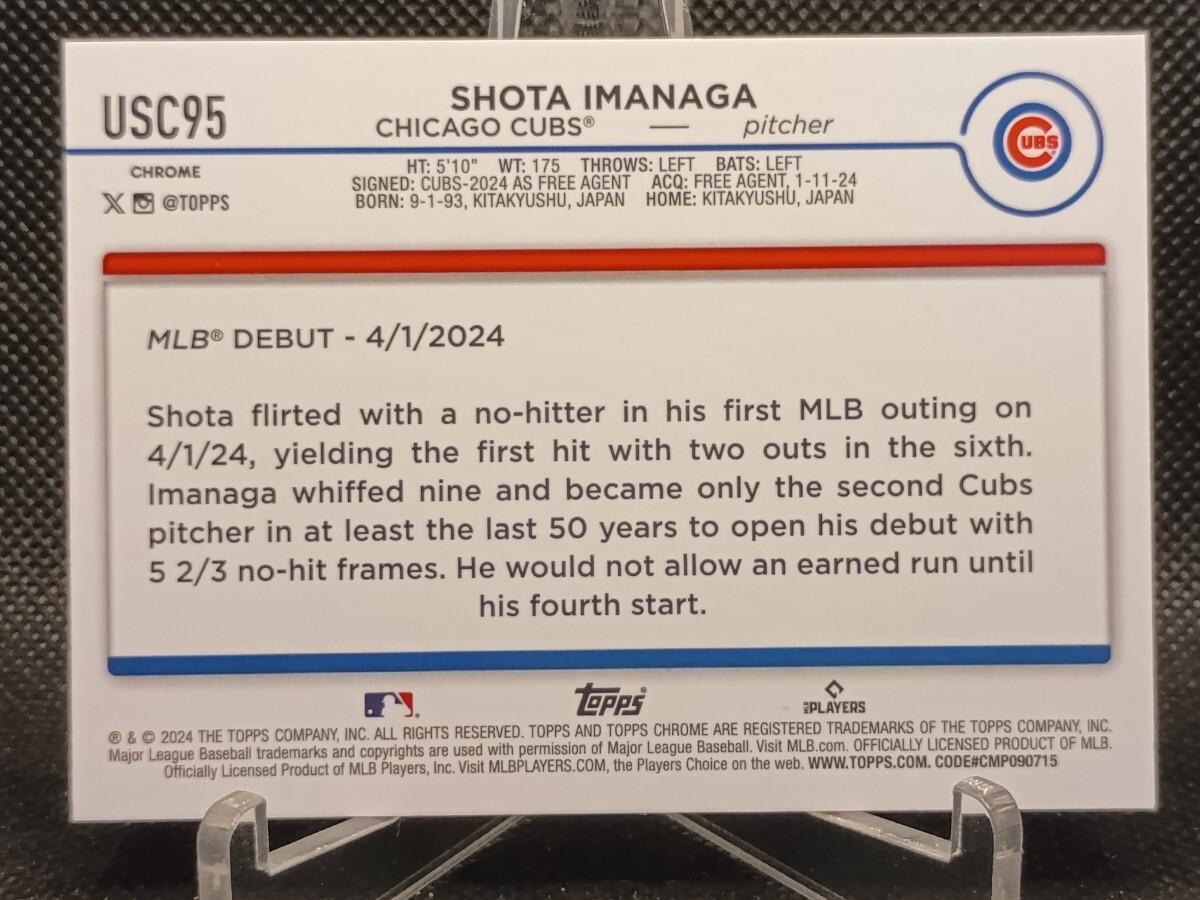 USC95
SHOTA IMANAGA
CHICAGO CUBS® — pitcher
CUBS
CHROME
@TOPPS
HT: 5'10" WT: 175 THROWS: LEFT BATS: LEFT
SIGNED: CUBS-2024 AS FREE AGENT ACQ: FREE AGENT, 1-11-24
BORN: 9-1-93, KITAKYUSHU, JAPAN HOME: KITAKYUSHU, JAPAN
MLB® DEBUT - 4/1/2024
Shota flirted with a no-hitter in his first MLB outing on
4/1/24, yielding the first hit with two outs in the sixth.
Imanaga whiffed nine and became only the second Cubs
pitcher in at least the last 50 years to open his debut with
5 2/3 no-hit frames. He would not allow an earned run until
his fourth start.
Topps®
MLB PLAYERS
® & © 2024 THE TOPPS COMPANY, INC. ALL RIGHTS RESERVED. TOPPS AND TOPPS CHROME ARE REGISTERED TRADEMARKS OF THE TOPPS COMPANY, INC.
Major League Baseball trademarks and copyrights are used with permission of Major League Baseball. Visit MLB.com. OFFICIALLY LICENSED PRODUCT OF MLB.
Officially Licensed Product of MLB Players, Inc. Visit MLBPLAYERS.COM, the Players Choice on the web. WWW.TOPPS.COM. CODE#CMP090715